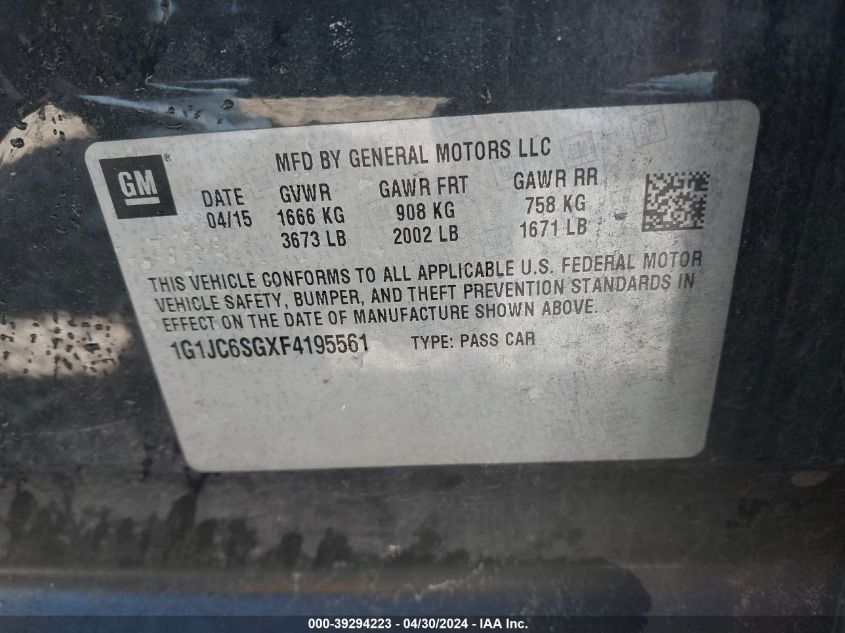 MFD BY GENERAL MOTORS LLC
GM ®
DATE GVWR GAWR FRT GAWR RR
04/15 1666 KG 908 KG 758 KG
3673 LB 2002 LB 1671 LB
THIS VEHICLE CONFORMS TO ALL APPLICABLE U.S. FEDERAL MOTOR
VEHICLE SAFETY, BUMPER, AND THEFT PREVENTION STANDARDS IN
EFFECT ON THE DATE OF MANUFACTURE SHOWN ABOVE.
1G1JC6SGXF4195561 TYPE: PASS CAR
000-39294223 - 04/30/2024 - IAA Inc.